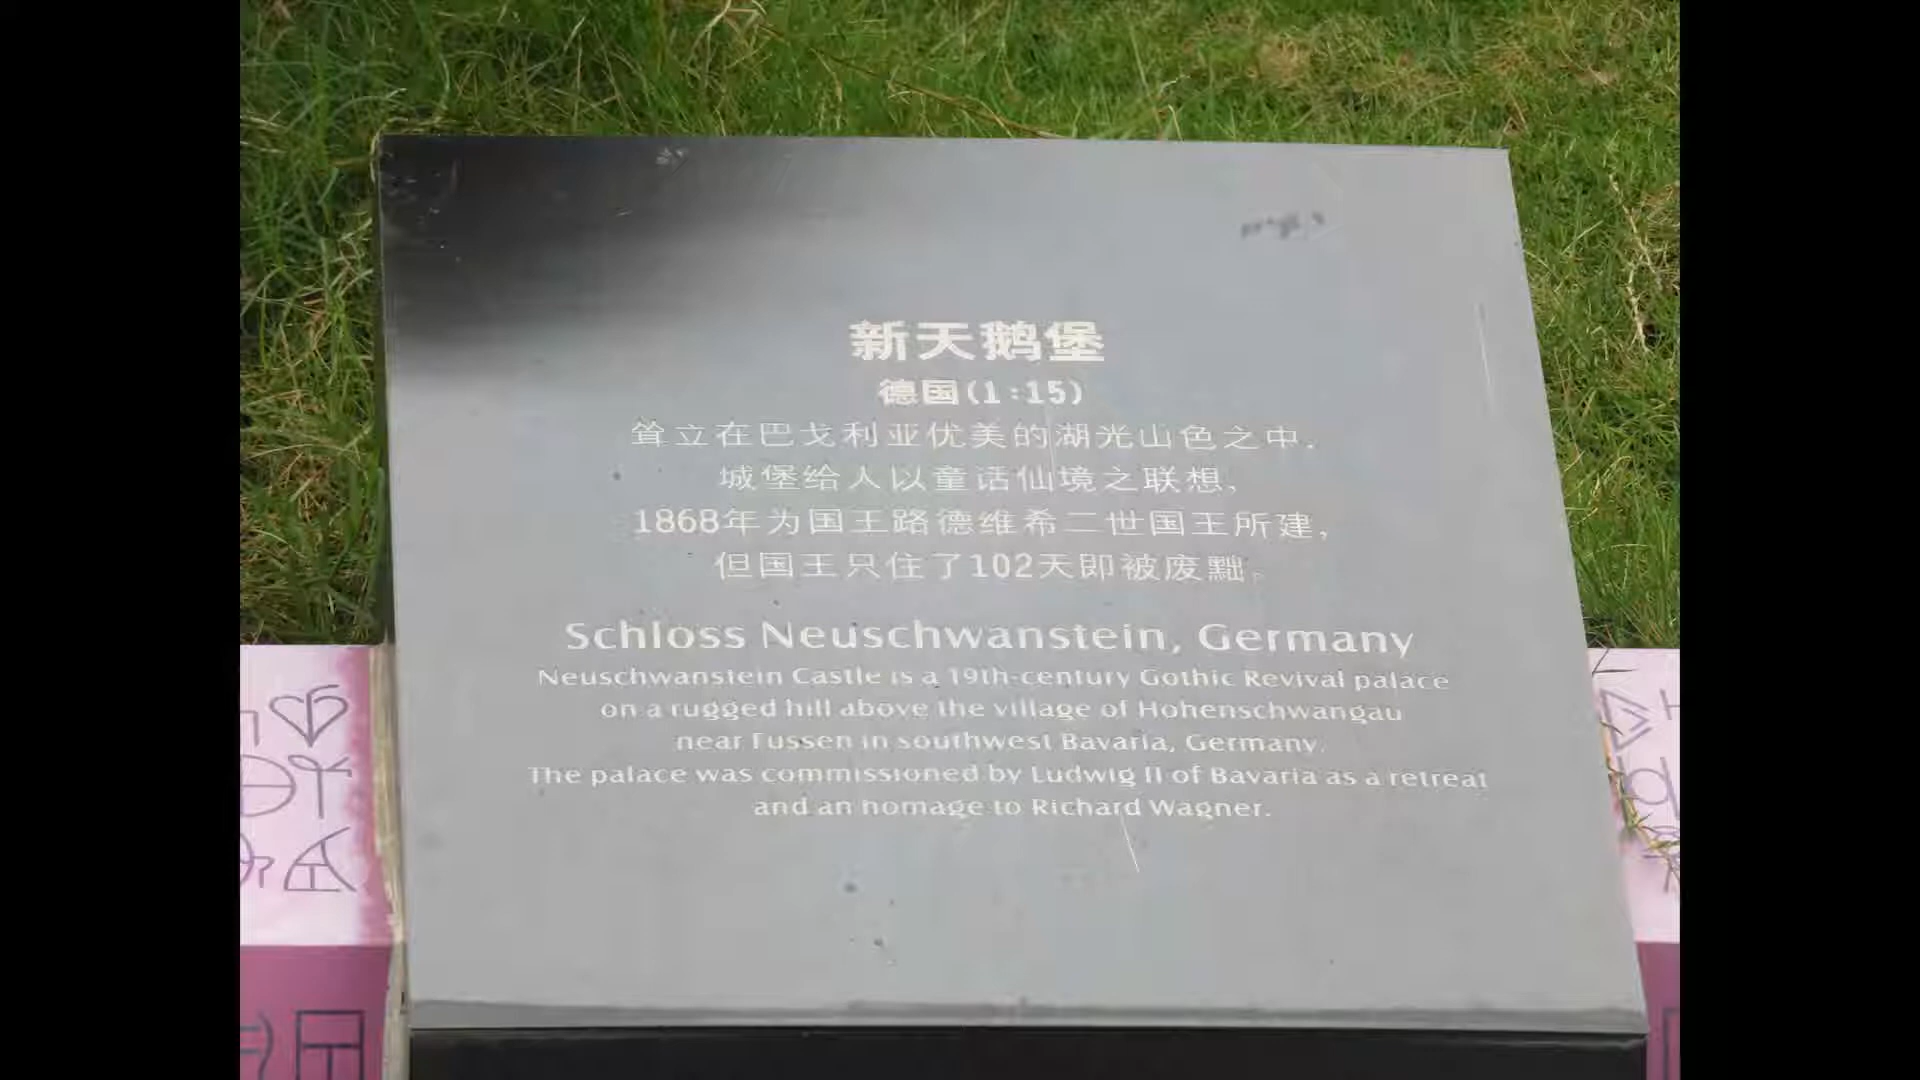 新天鹅堡
德国(1:15)
耸立在巴戈利亚优美的湖光山色之中.
城堡给人以童话仙境之联想,
1868年为国王路德维希二世国王所建,
但国王只住了102天即被废黜。
Schloss Neuschwanstein, Germany
Neuschwanstein Castle is a 19th-century Gothic Revival palace
on a rugged hill above the village of Hohenschwangau
near Fussen in southwest Bavaria, Germany.
The palace was commissioned by Ludwig II of Bavaria as a retreat
and an homage to Richard Wagner.